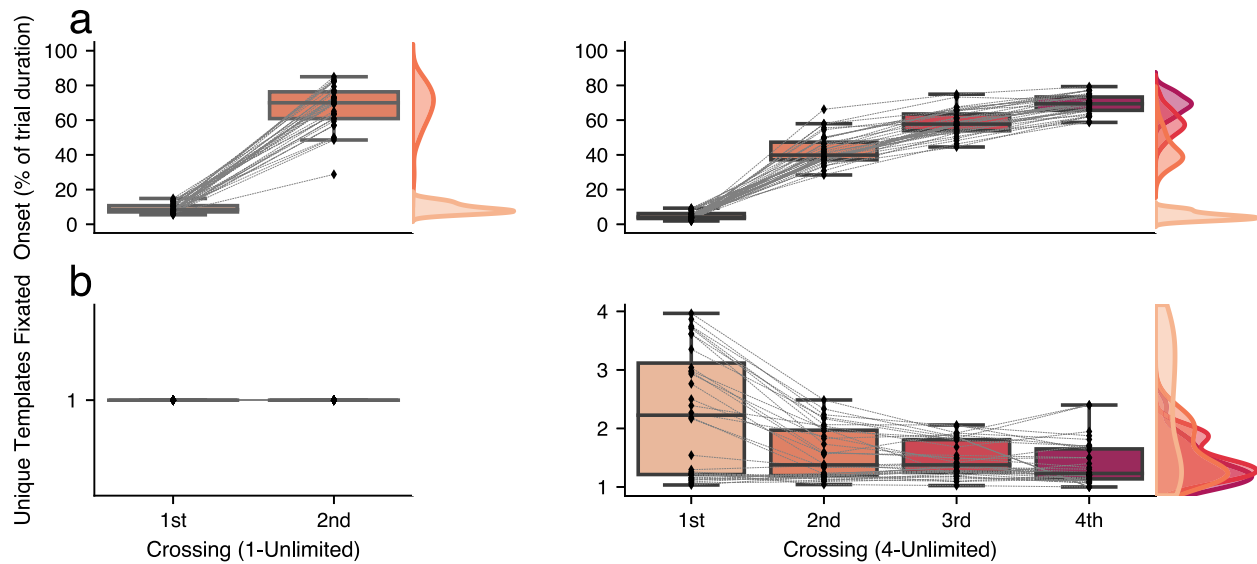 a
Onset (% of trial duration)
100
80
60
40
20
0
100
80
60
40
20
0
b
Unique Templates Fixated
1
4
3
2
1
1st 2nd
1st 2nd 3rd 4th
Crossing (1-Unlimited)
Crossing (4-Unlimited)